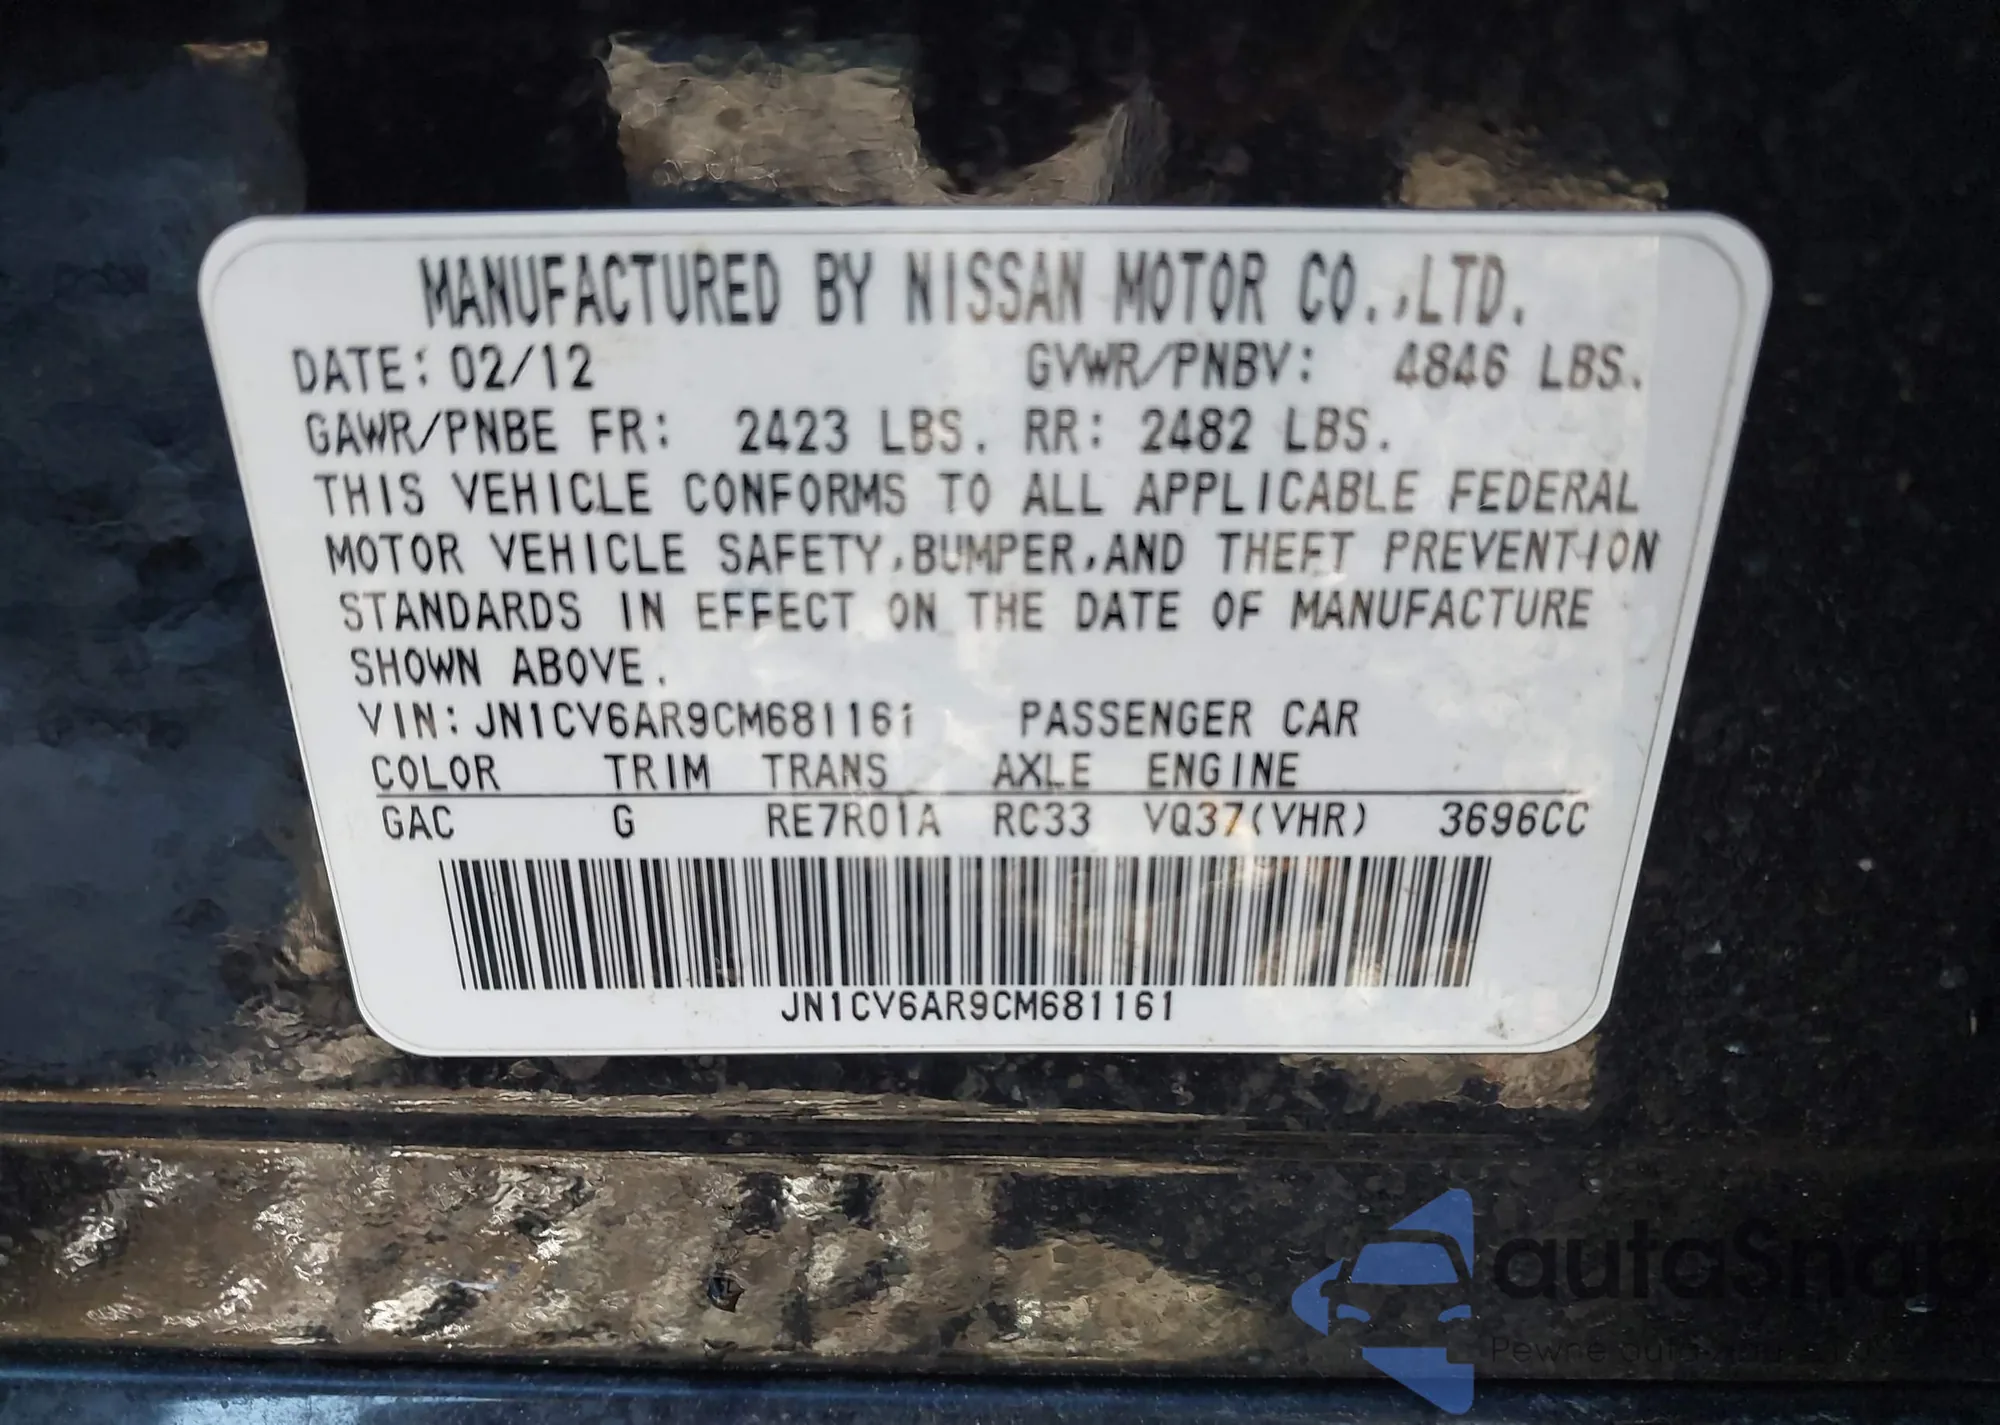 MANUFACTURED BY NISSAN MOTOR CO.,LTD.
DATE: 02/12 GVWR/PNBV: 4846 LBS.
GAWR/PNBE FR: 2423 LBS. RR: 2482 LBS.
THIS VEHICLE CONFORMS TO ALL APPLICABLE FEDERAL
MOTOR VEHICLE SAFETY,BUMPER,AND THEFT PREVENTION
STANDARDS IN EFFECT ON THE DATE OF MANUFACTURE
SHOWN ABOVE.
VIN:JN1CV6AR9CM681161 PASSENGER CAR
COLOR TRIM TRANS AXLE ENGINE
GAC G RE7R01A RC33 VQ37(VHR) 3696CC
JN1CV6AR9CM681161
autaSnap
Pewne auta